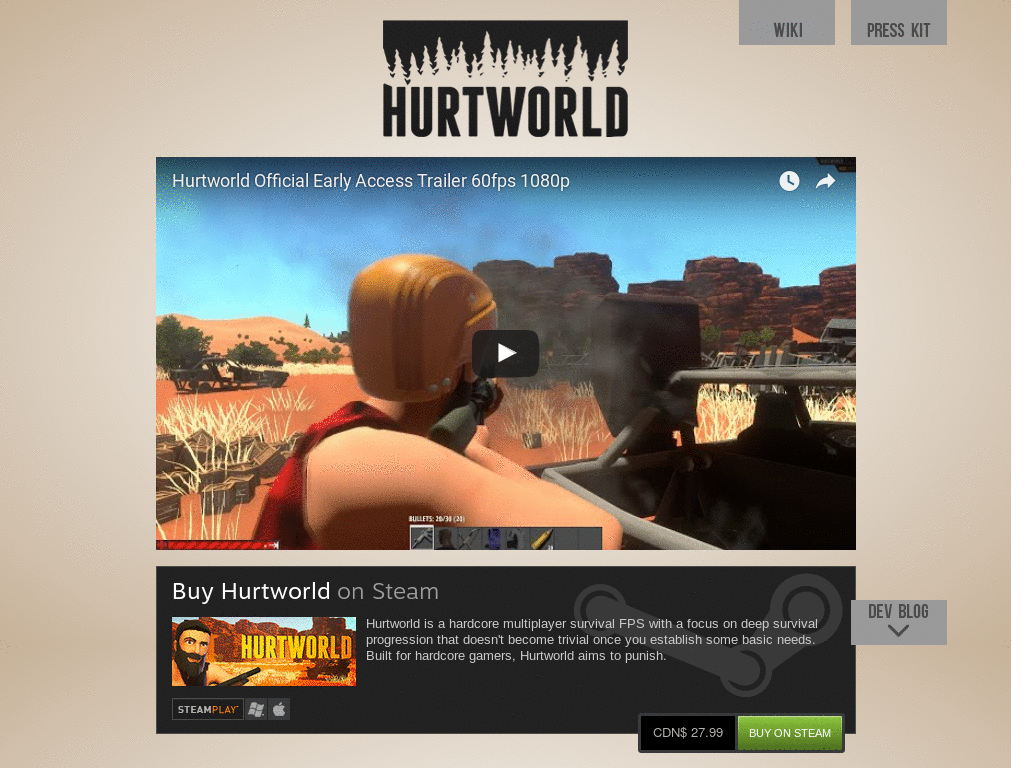 WIKI
PRESS KIT
HURTWORLD
Hurtworld Official Early Access Trailer 60fps 1080p
BULLETS: 20/30 (20)
Buy Hurtworld on Steam
HURTWORLD
Hurtworld is a hardcore multiplayer survival FPS with a focus on deep survival
progression that doesn't become trivial once you establish some basic needs.
Built for hardcore gamers, Hurtworld aims to punish.
DEV BLOG
STEAMPLAY
CDN$ 27.99
BUY ON STEAM